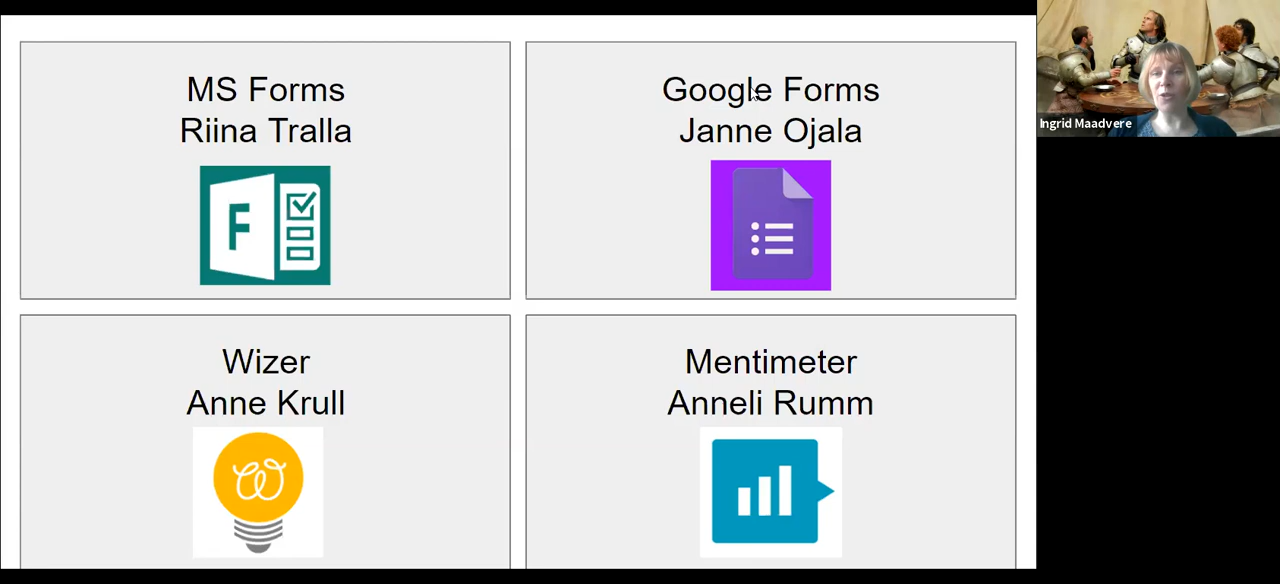 MS Forms
Riina Tralla
F
Google Forms
Janne Ojala
Wizer
Anne Krull
W
Mentimeter
Anneli Rumm
Ingrid Maadvere